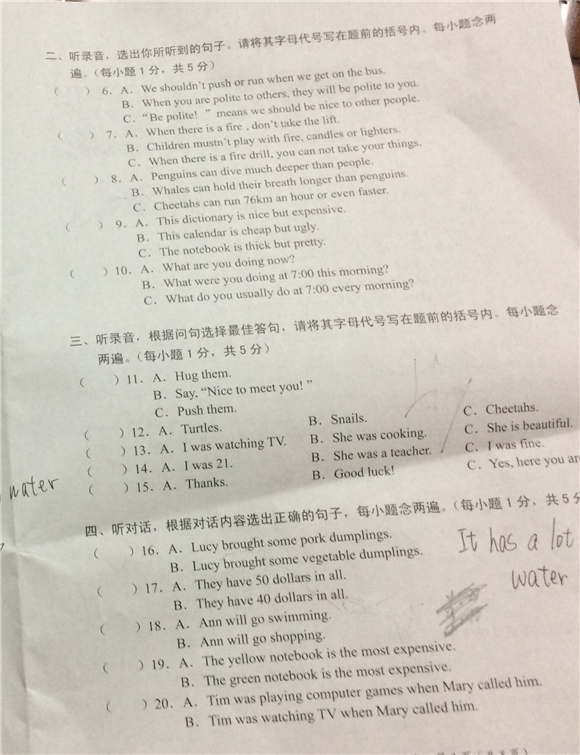 二、听录音，选出你所听到的句子。请将其字母代号写在题前的括号内。每小题念两
遍。（每小题 1 分，共 5 分）
（ ） 6. A. We shouldn't push or run when we get on the bus.
B. When you are polite to others, they will be polite to you.
C. “Be polite! ” means we should be nice to other people.
（ ） 7. A. When there is a fire , don't take the lift.
B. Children mustn't play with fire, candles or lighters.
C. When there is a fire drill, you can not take your things.
（ ） 8. A. Penguins can dive much deeper than people.
B. Whales can hold their breath longer than penguins.
C. Cheetahs can run 76km an hour or even faster.
（ ） 9. A. This dictionary is nice but expensive.
B. This calendar is cheap but ugly.
C. The notebook is thick but pretty.
（ ）10. A. What are you doing now?
B. What were you doing at 7:00 this morning?
C. What do you usually do at 7:00 every morning?
三、听录音，根据问句选择最佳答句，请将其字母代号写在题前的括号内。每小题念
两遍。（每小题 1 分，共 5 分）
（ ）11. A. Hug them.
B. Say, “Nice to meet you! ”
C. Push them.
（ ）12. A. Turtles. B. Snails. C. Cheetahs.
（ ）13. A. I was watching TV. B. She was cooking. C. She is beautiful.
（ ）14. A. I was 21. B. She was a teacher. C. I was fine.
（ ）15. A. Thanks. B. Good luck! C. Yes, here you ar
water
四、听对话，根据对话内容选出正确的句子，每小题念两遍。（每小题 1 分，共 5 分
（ ）16. A. Lucy brought some pork dumplings.
B. Lucy brought some vegetable dumplings.
It has a lot
water
（ ）17. A. They have 50 dollars in all.
B. They have 40 dollars in all.
（ ）18. A. Ann will go swimming.
B. Ann will go shopping.
（ ）19. A. The yellow notebook is the most expensive.
B. The green notebook is the most expensive.
（ ）20. A. Tim was playing computer games when Mary called him.
B. Tim was watching TV when Mary called him.